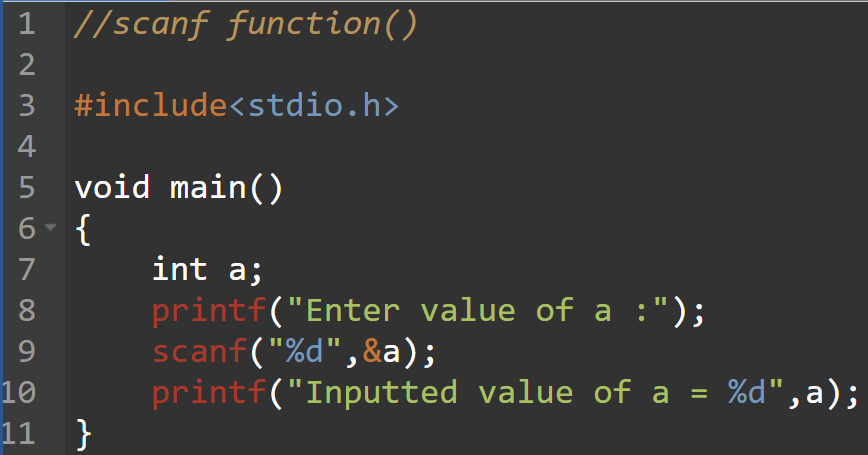 1 //scanf function()
2
3 #include<stdio.h>
4
5 void main()
6 {
7     int a;
8     printf("Enter value of a :");
9     scanf("%d",&a);
10     printf("Inputted value of a = %d",a);
11 }